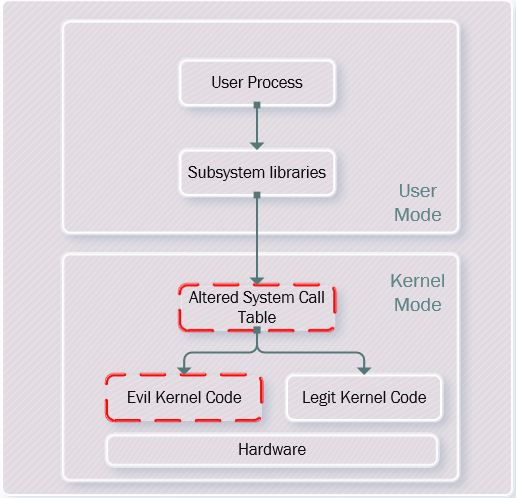 User Process
Subsystem libraries
User
Mode
Kernel
Mode
Altered System Call
Table
Evil Kernel Code
Legit Kernel Code
Hardware